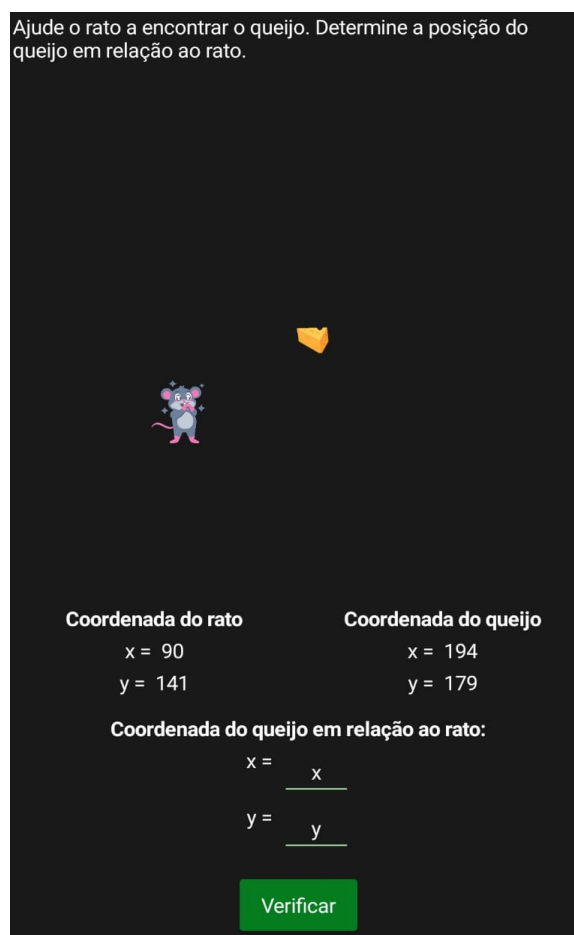 Ajude o rato a encontrar o queijo. Determine a posição do
queijo em relação ao rato.
Coordenada do rato
x = 90
y = 141
Coordenada do queijo
x = 194
y = 179
Coordenada do queijo em relação ao rato:
x = x
y = y
Verificar